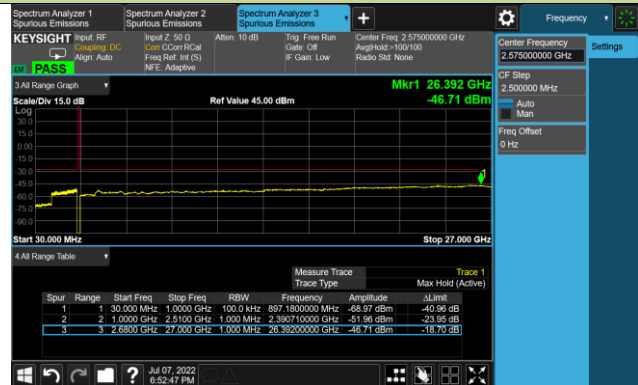 Spectrum Analyzer 1
Spurious Emissions
Spectrum Analyzer 2
Spurious Emissions
Spectrum Analyzer 3
Spurious Emissions
Frequency
KEYSIGHT
Input: RF
Coupling: DC
Align: Auto
Input Z: 50 Ω
Corr CCorr RCal
Freq Ref: Int (S)
NFE: Adaptive
Atten: 10 dB
Trig: Free Run
Gate: Off
IF Gain: Low
Center Freq: 2.575000000 GHz
Avg|Hold:>100/100
Radio Std: None
PASS
Center Frequency
2.575000000 GHz
Settings
CF Step
2.500000 MHz
Auto
Man
Freq Offset
0 Hz
3 All Range Graph
Mkr1 26.392 GHz
Scale/Div 15.0 dB
Ref Value 45.00 dBm
-46.71 dBm
Log
30.0
15.0
0.00
-15.0
-30.0
-45.0
-60.0
-75.0
-90.0
1
Start 30.000 MHz
Stop 27.000 GHz
4 All Range Table
Measure Trace Trace 1
Trace Type Max Hold (Active)
Spur Range Start Freq Stop Freq RBW Frequency Amplitude ΔLimit
1 1 30.000 MHz 1.0000 GHz 100.0 kHz 897.1800000 MHz -68.97 dBm -40.96 dB
2 2 1.0000 GHz 2.5100 GHz 1.000 MHz 2.390710000 GHz -51.96 dBm -23.95 dB
3 3 2.6800 GHz 27.000 GHz 1.000 MHz 26.39200000 GHz -46.71 dBm -18.70 dB
?
Jul 07, 2022
6:52:47 PM